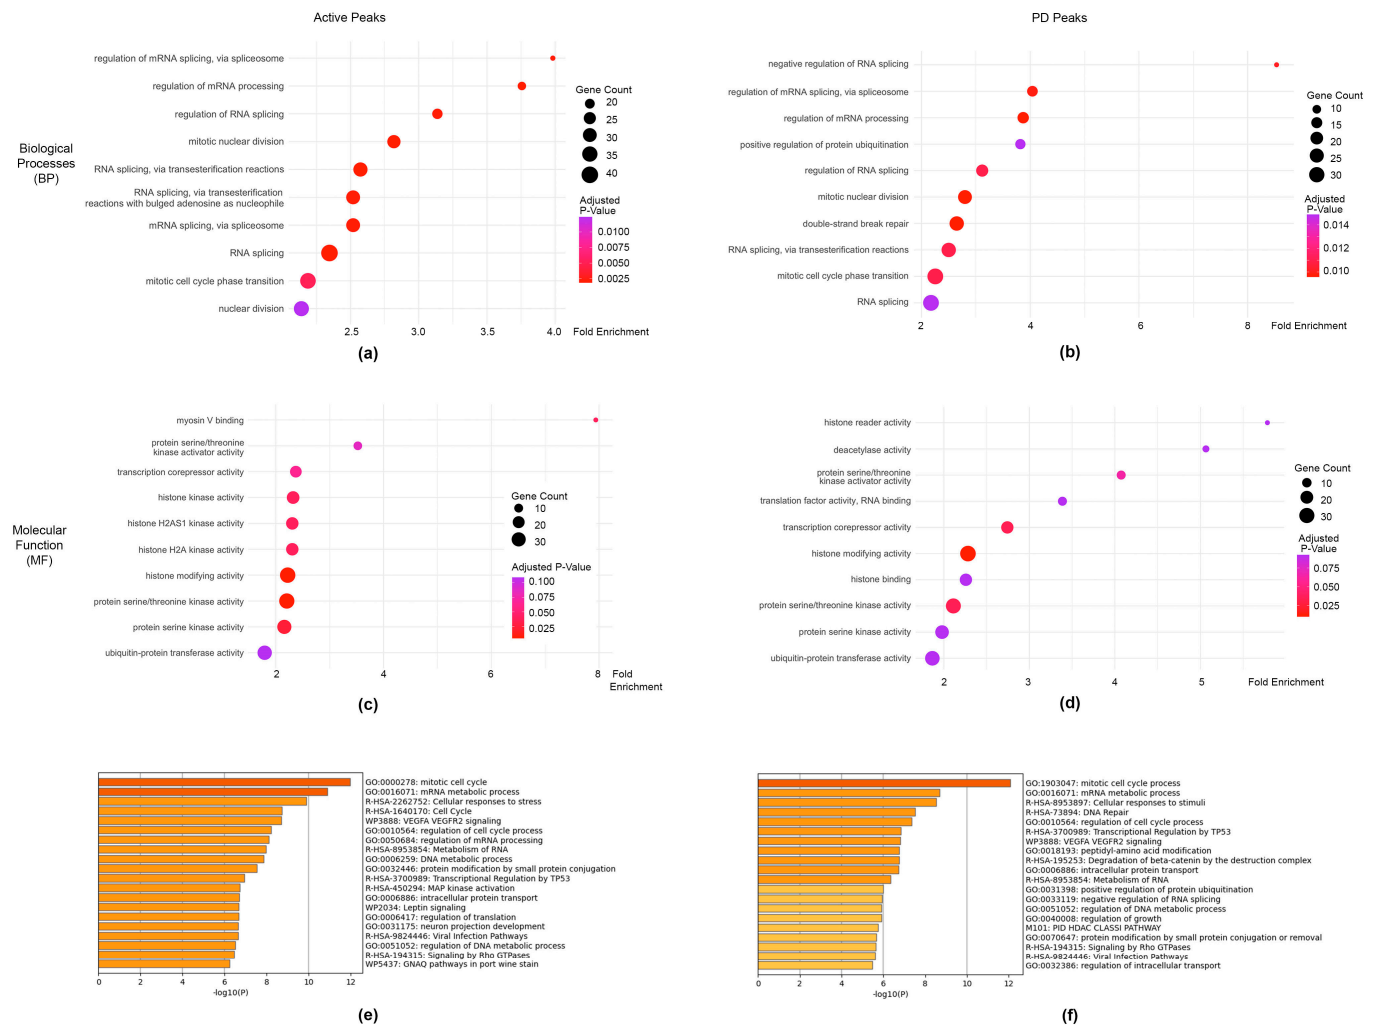 Active Peaks
PD Peaks
Biological
Processes
(BP)
regulation of mRNA splicing, via spliceosome
regulation of mRNA processing
regulation of RNA splicing
mitotic nuclear division
RNA splicing, via transesterification reactions
RNA splicing, via transesterification
reactions with bulged adenosine as nucleophile
mRNA splicing, via spliceosome
RNA splicing
mitotic cell cycle phase transition
nuclear division
2.5
3.0
3.5
4.0
Fold Enrichment
Gene Count
20
25
30
35
40
Adjusted
P-Value
0.0100
0.0075
0.0050
0.0025
(a)
negative regulation of RNA splicing
regulation of mRNA splicing, via spliceosome
regulation of mRNA processing
positive regulation of protein ubiquitination
regulation of RNA splicing
mitotic nuclear division
double-strand break repair
RNA splicing, via transesterification reactions
mitotic cell cycle phase transition
RNA splicing
2
4
6
8
Fold Enrichment
Gene Count
10
15
20
25
30
Adjusted
P-Value
0.014
0.012
0.010
(b)
Molecular
Function
(MF)
myosin V binding
protein serine/threonine
kinase activator activity
transcription corepressor activity
histone kinase activity
histone H2AS1 kinase activity
histone H2A kinase activity
histone modifying activity
protein serine/threonine kinase activity
protein serine kinase activity
ubiquitin-protein transferase activity
2
4
6
8
Fold
Enrichment
Gene Count
10
20
30
Adjusted P-Value
0.100
0.075
0.050
0.025
(c)
histone reader activity
deacetylase activity
protein serine/threonine
kinase activator activity
translation factor activity, RNA binding
transcription corepressor activity
histone modifying activity
histone binding
protein serine/threonine kinase activity
protein serine kinase activity
ubiquitin-protein transferase activity
2
3
4
5
Fold Enrichment
Gene Count
10
20
30
Adjusted
P-Value
0.075
0.050
0.025
(d)
GO:0000278: mitotic cell cycle
GO:0016071: mRNA metabolic process
R-HSA-2262752: Cellular responses to stress
R-HSA-1640170: Cell Cycle
WP3888: VEGFA VEGFR2 signaling
GO:0010564: regulation of cell cycle process
GO:0050684: regulation of mRNA processing
R-HSA-8953854: Metabolism of RNA
GO:0006259: DNA metabolic process
GO:0032446: protein modification by small protein conjugation
R-HSA-3700989: Transcriptional Regulation by TP53
R-HSA-450294: MAP kinase activation
GO:0006886: intracellular protein transport
WP2034: Leptin signaling
GO:0006417: regulation of translation
GO:0031175: neuron projection development
R-HSA-9824446: Viral Infection Pathways
GO:0051052: regulation of DNA metabolic process
R-HSA-194315: Signaling by Rho GTPases
WP5437: GNAQ pathways in port wine stain
0
2
4
6
8
10
12
-log10(P)
(e)
GO:1903047: mitotic cell cycle process
GO:0016071: mRNA metabolic process
R-HSA-8953897: Cellular responses to stimuli
R-HSA-73894: DNA Repair
GO:0010564: regulation of cell cycle process
R-HSA-3700989: Transcriptional Regulation by TP53
WP3888: VEGFA VEGFR2 signaling
GO:0018193: peptidyl-amino acid modification
R-HSA-195253: Degradation of beta-catenin by the destruction complex
GO:0006886: intracellular protein transport
R-HSA-8953854: Metabolism of RNA
GO:0031398: positive regulation of protein ubiquitination
GO:0033119: negative regulation of RNA splicing
GO:0051052: regulation of DNA metabolic process
GO:0040008: regulation of growth
M101: PID HDAC CLASSI PATHWAY
GO:0070647: protein modification by small protein conjugation or removal
R-HSA-194315: Signaling by Rho GTPases
R-HSA-9824446: Viral Infection Pathways
GO:0032386: regulation of intracellular transport
0
2
4
6
8
10
12
-log10(P)
(f)